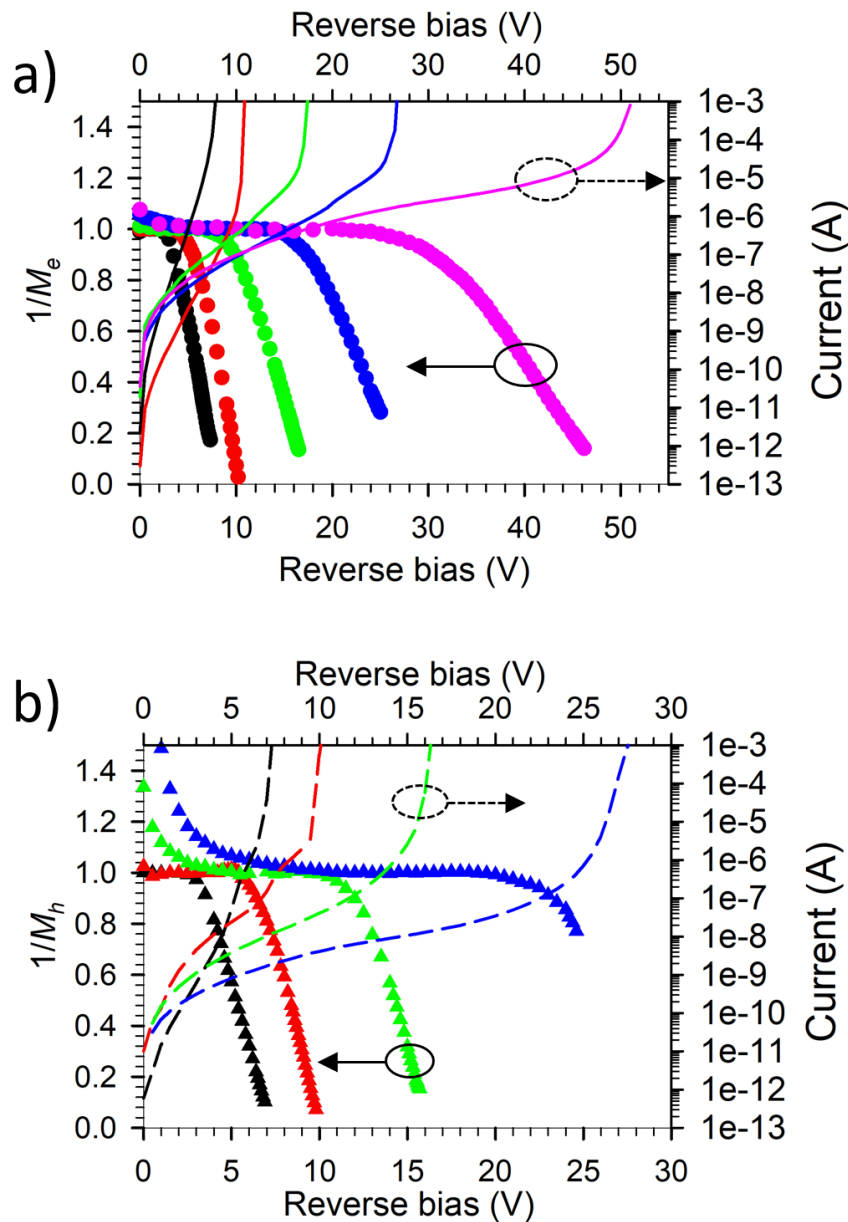 Reverse bias (V)
a)
0 10 20 30 40 50
1.4
1.2
1.0
0.8
0.6
0.4
0.2
0.0
1/Me
1e-3
1e-4
1e-5
1e-6
1e-7
1e-8
1e-9
1e-10
1e-11
1e-12
1e-13
Current (A)
0 10 20 30 40 50
Reverse bias (V)
Reverse bias (V)
b)
0 5 10 15 20 25 30
1.4
1.2
1.0
0.8
0.6
0.4
0.2
0.0
1/Mh
1e-3
1e-4
1e-5
1e-6
1e-7
1e-8
1e-9
1e-10
1e-11
1e-12
1e-13
Current (A)
0 5 10 15 20 25 30
Reverse bias (V)